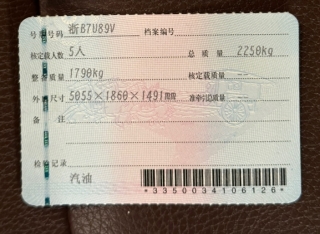 号牌号码 浙B7U89V 档案编号
核定载人数 5人 总质量 2250kg
整备质量 1790kg 核定载质量 --
外廓尺寸 5055×1860×1491mm 准牵引总质量 --
备注
检验记录
汽油
*3350034106126*